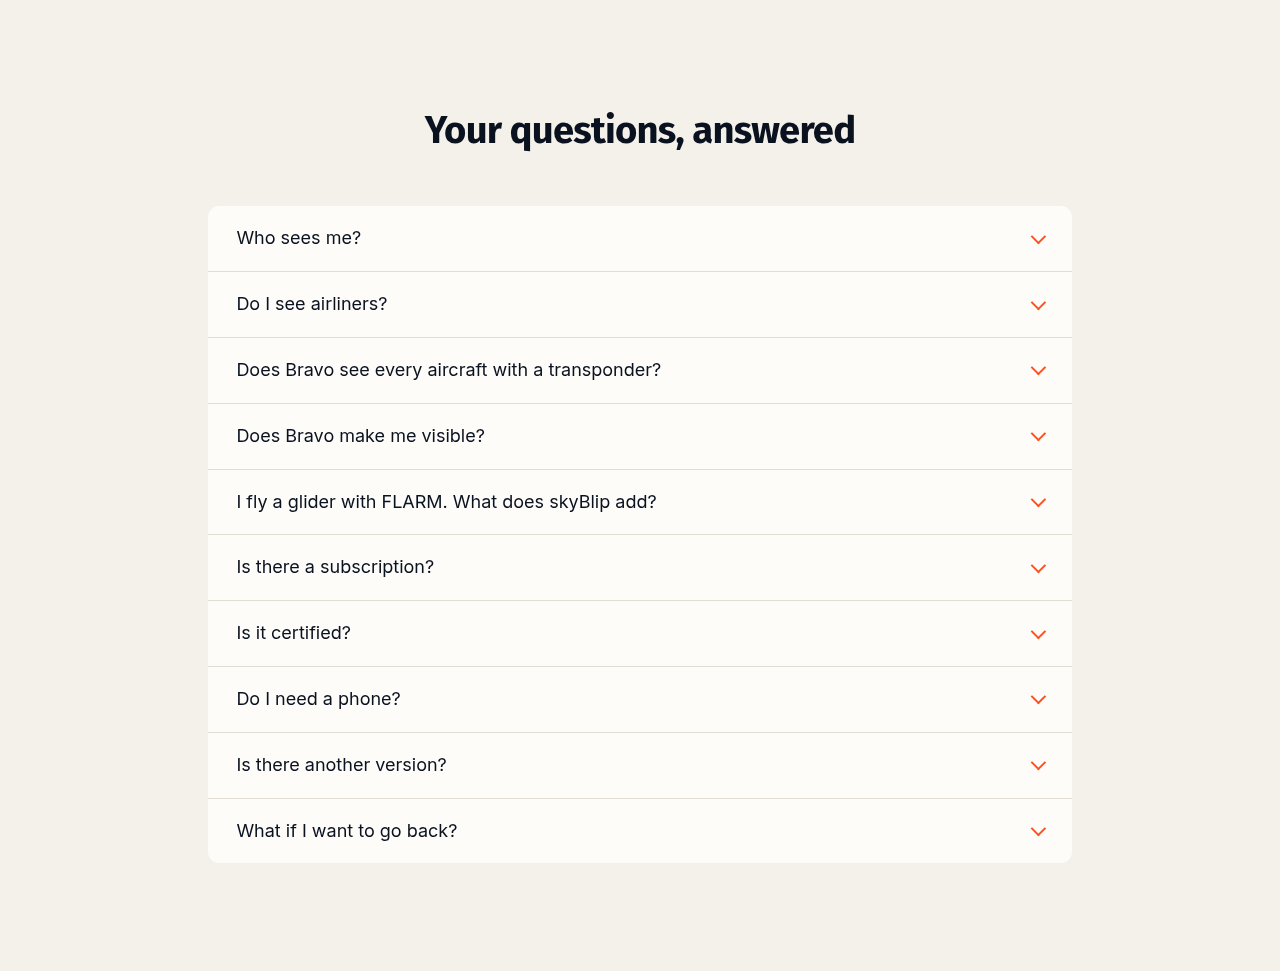 Your questions, answered
Who sees me?
Do I see airliners?
Does Bravo see every aircraft with a transponder?
Does Bravo make me visible?
I fly a glider with FLARM. What does skyBlip add?
Is there a subscription?
Is it certified?
Do I need a phone?
Is there another version?
What if I want to go back?